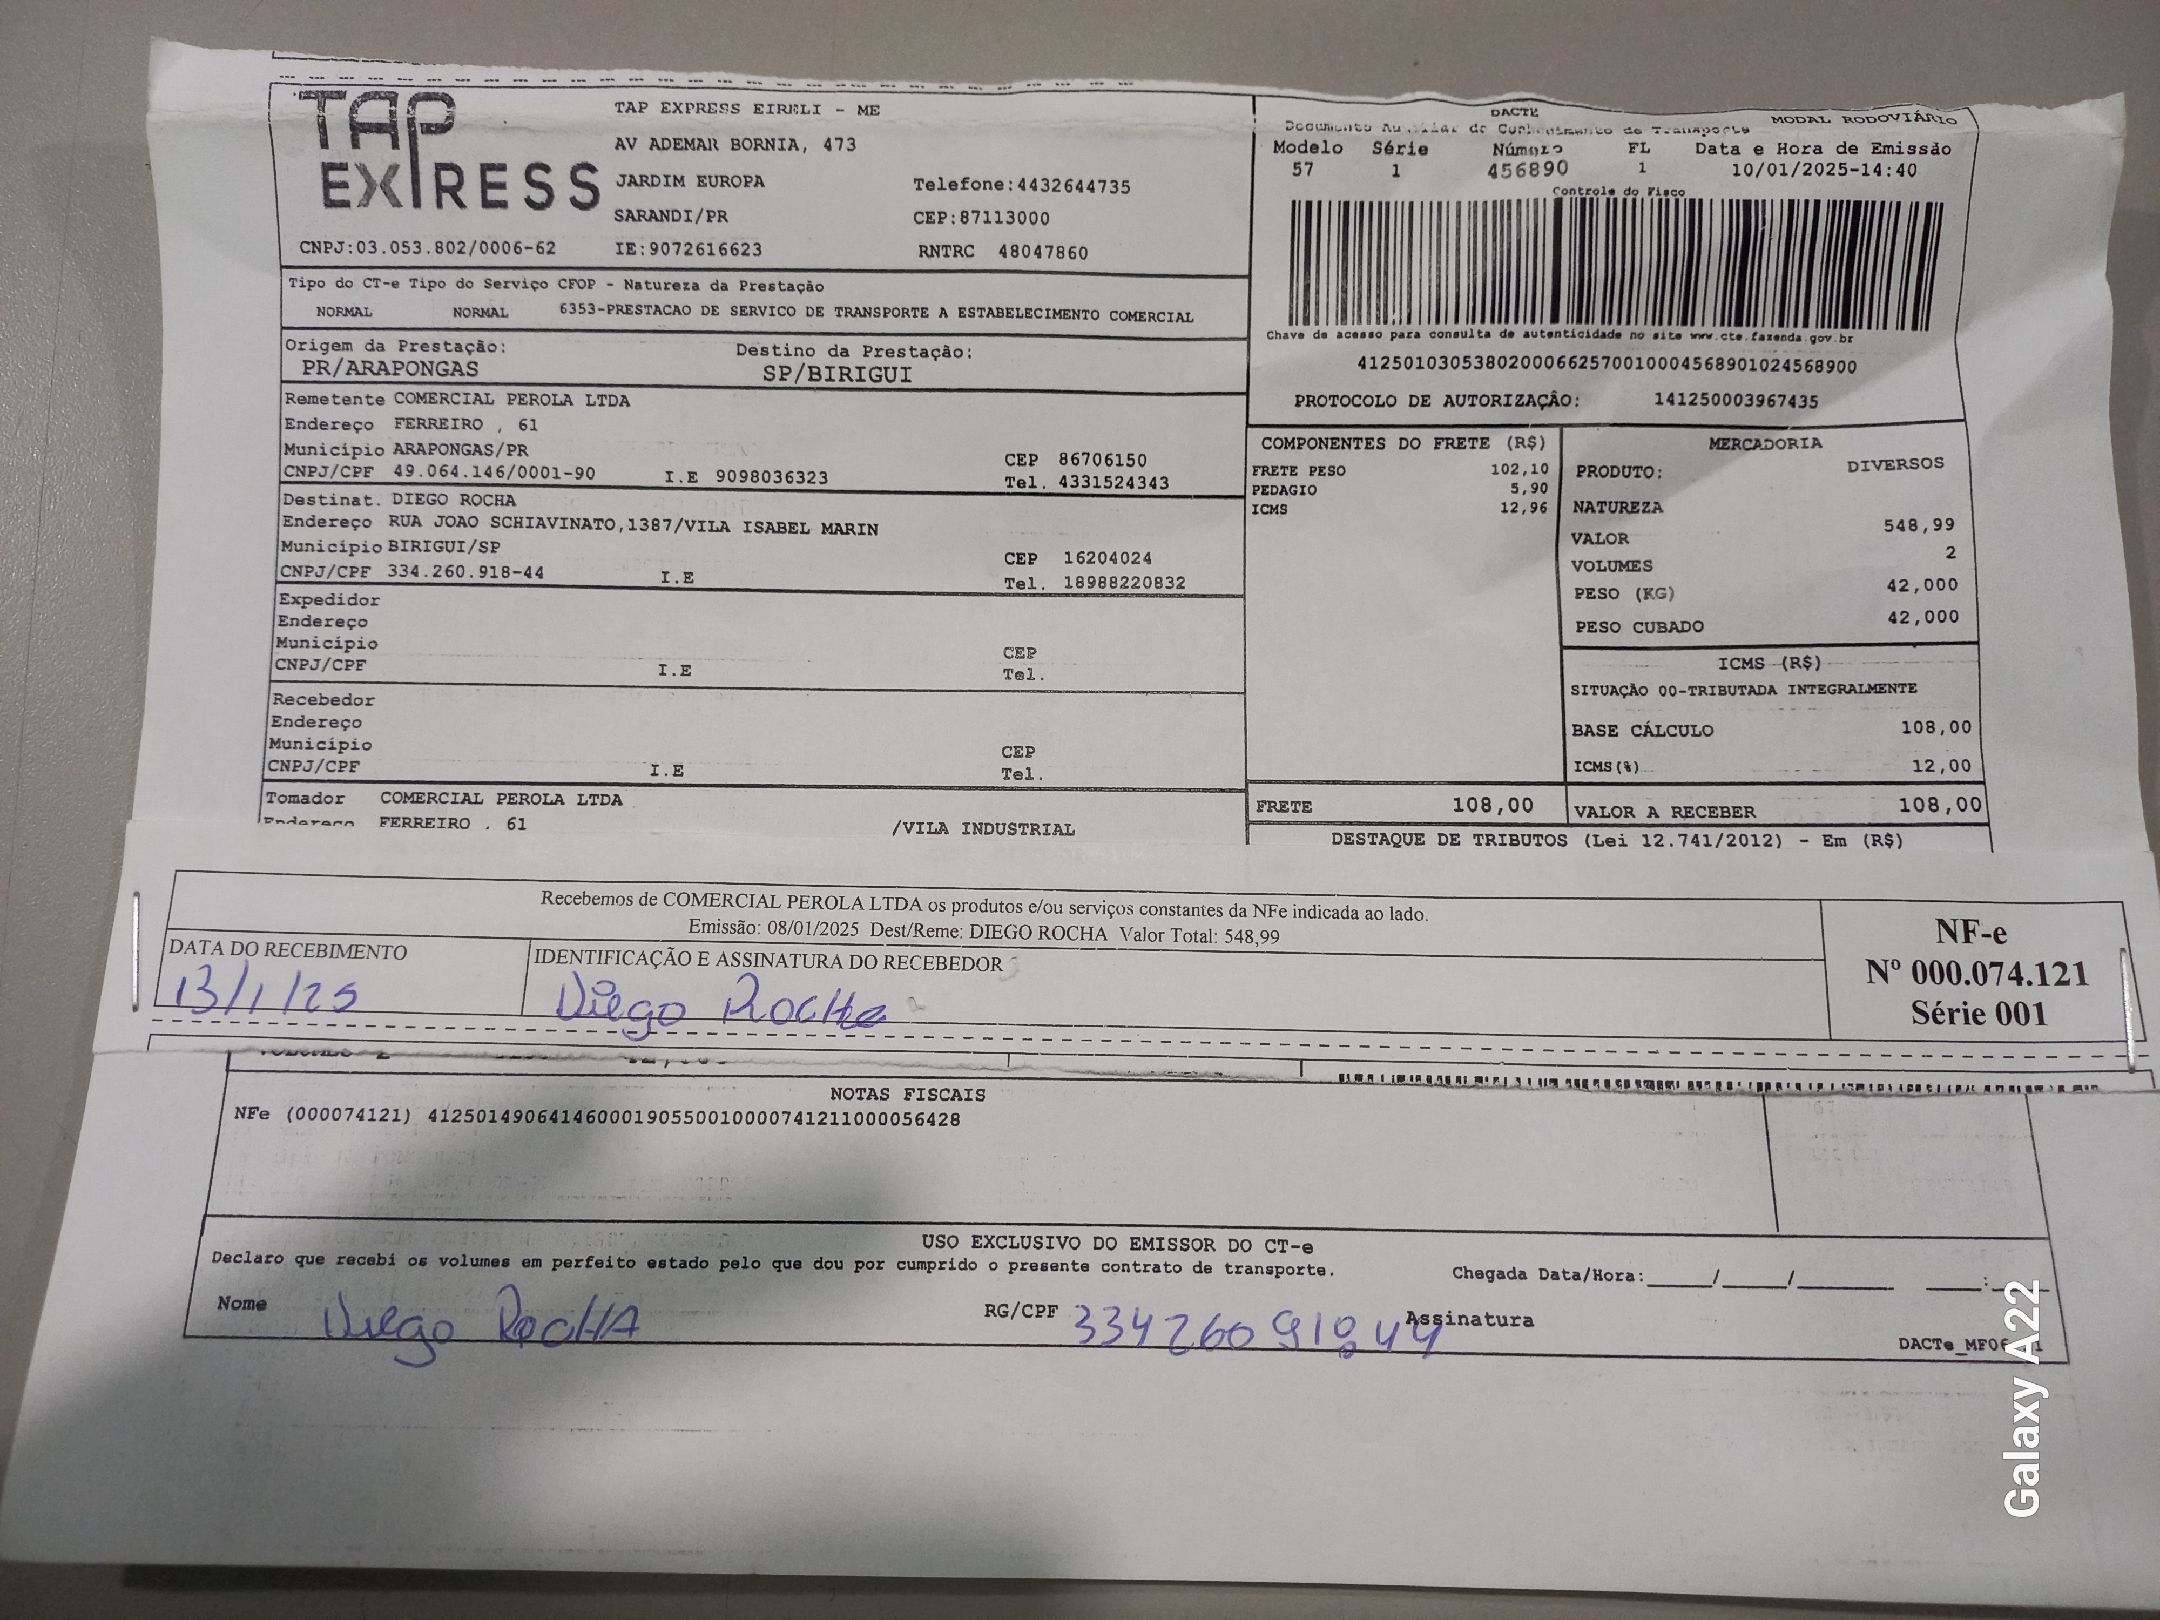 TAP
EXPRESS
TAP EXPRESS EIRELI - ME
AV ADEMAR BORNIA, 473
JARDIM EUROPA Telefone:4432644735
SARANDI/PR CEP:87113000
CNPJ:03.053.802/0006-62 IE:9072616623 RNTRC 48047860
DACTE
Documento Auxiliar do Conhecimento de Transporte MODAL RODOVIÁRIO
Modelo Série Número FL Data e Hora de Emissão
57 1 456890 1 10/01/2025-14:40
Controle do Fisco
Chave de acesso para consulta de autenticidade no site www.cte.fazenda.gov.br
41250103053802000662570010004568901024568900
PROTOCOLO DE AUTORIZAÇÂO: 141250003967435
Tipo do CT-e Tipo do Serviço CFOP - Natureza da Prestação
NORMAL NORMAL 6353-PRESTACAO DE SERVICO DE TRANSPORTE A ESTABELECIMENTO COMERCIAL
Origem da Prestação: Destino da Prestação:
PR/ARAPONGAS SP/BIRIGUI
Remetente COMERCIAL PEROLA LTDA
Endereço FERREIRO , 61
Município ARAPONGAS/PR CEP 86706150
CNPJ/CPF 49.064.146/0001-90 I.E 9098036323 Tel. 4331524343
Destinat. DIEGO ROCHA
Endereço RUA JOAO SCHIAVINATO,1387/VILA ISABEL MARIN
Município BIRIGUI/SP CEP 16204024
CNPJ/CPF 334.260.918-44 I.E Tel. 18988220832
Expedidor
Endereço
Município CEP
CNPJ/CPF I.E Tel.
Recebedor
Endereço
Município CEP
CNPJ/CPF I.E Tel.
Tomador COMERCIAL PEROLA LTDA
Endereço FERREIRO , 61 /VILA INDUSTRIAL
COMPONENTES DO FRETE (R$)
FRETE PESO 102,10
PEDAGIO 5,90
ICMS 12,96
FRETE 108,00
MERCADORIA
PRODUTO: DIVERSOS
NATUREZA
VALOR 548,99
VOLUMES 2
PESO (KG) 42,000
PESO CUBADO 42,000
ICMS (R$)
SITUAÇÃO 00-TRIBUTADA INTEGRALMENTE
BASE CÁLCULO 108,00
ICMS(%) 12,00
VALOR A RECEBER 108,00
DESTAQUE DE TRIBUTOS (Lei 12.741/2012) - Em (R$)
Recebemos de COMERCIAL PEROLA LTDA os produtos e/ou serviços constantes da NFe indicada ao lado.
Emissão: 08/01/2025 Dest/Reme: DIEGO ROCHA Valor Total: 548,99
DATA DO RECEBIMENTO IDENTIFICAÇÃO E ASSINATURA DO RECEBEDOR
13/1/25 Diego Rocha
NF-e
Nº 000.074.121
Série 001
NOTAS FISCAIS
NFe (000074121) 41250149064146000190550010000741211000056428
USO EXCLUSIVO DO EMISSOR DO CT-e
Declaro que recebi os volumes em perfeito estado pelo que dou por cumprido o presente contrato de transporte. Chegada Data/Hora:_____/_____/_______ ____:____
Nome Diego Rocha RG/CPF 334260918.44 Assinatura
Galaxy A22